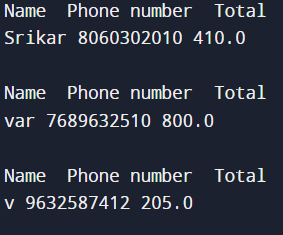 Name  Phone number  Total
Srikar 8060302010 410.0
Name  Phone number  Total
var 7689632510 800.0
Name  Phone number  Total
v 9632587412 205.0